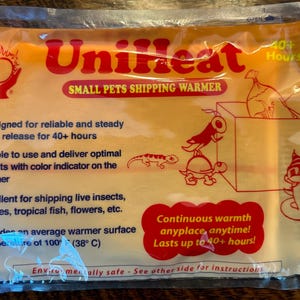 UniHeat
40+
Hours
SMALL PETS SHIPPING WARMER
igned for reliable and steady
release for 40+ hours
le to use and deliver optimal
ts with color indicator on the
er
llent for shipping live insects,
es, tropical fish, flowers, etc.
des an average warmer surface
erature of 100° (38° C)
Continuous warmth
anyplace, anytime!
Lasts up to 40+ hours!
Environmentally safe - See other side for instructions